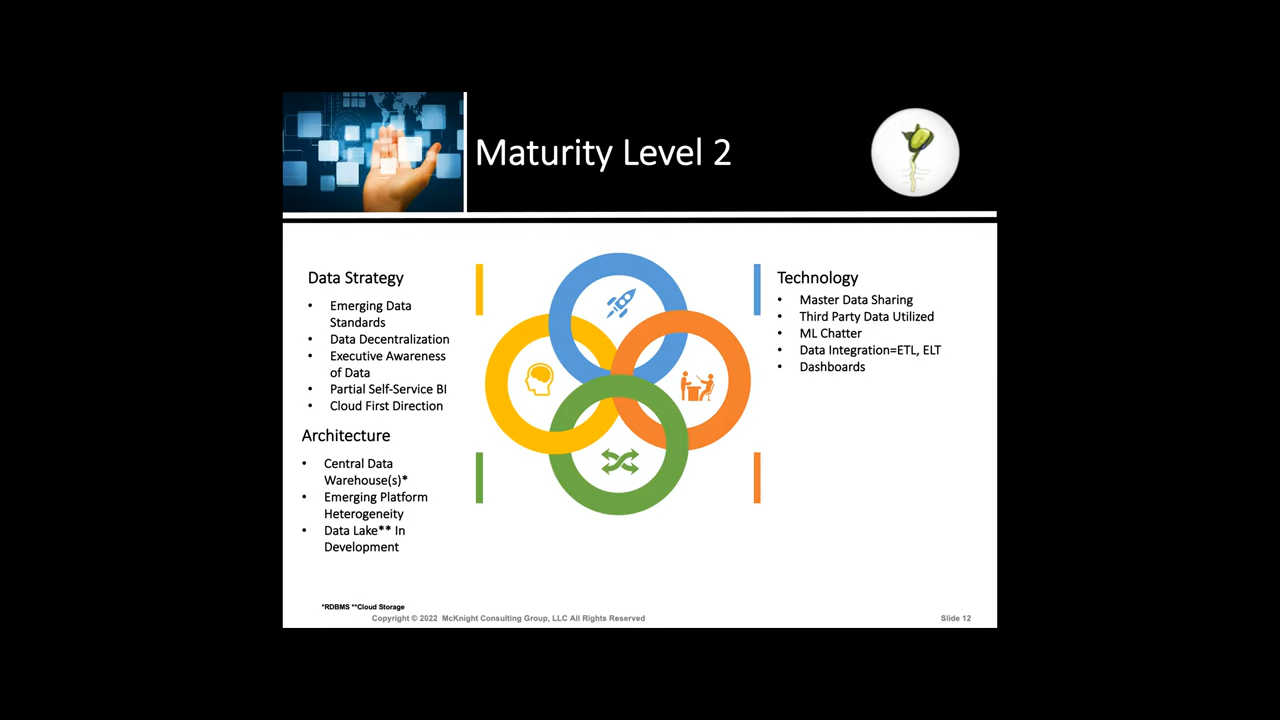 Maturity Level 2
Data Strategy
• Emerging Data
Standards
• Data Decentralization
• Executive Awareness
of Data
• Partial Self-Service BI
• Cloud First Direction
Architecture
• Central Data
Warehouse(s)*
• Emerging Platform
Heterogeneity
• Data Lake** In
Development
Technology
• Master Data Sharing
• Third Party Data Utilized
• ML Chatter
• Data Integration=ETL, ELT
• Dashboards
*RDBMS **Cloud Storage
Copyright © 2022 McKnight Consulting Group, LLC All Rights Reserved
Slide 12